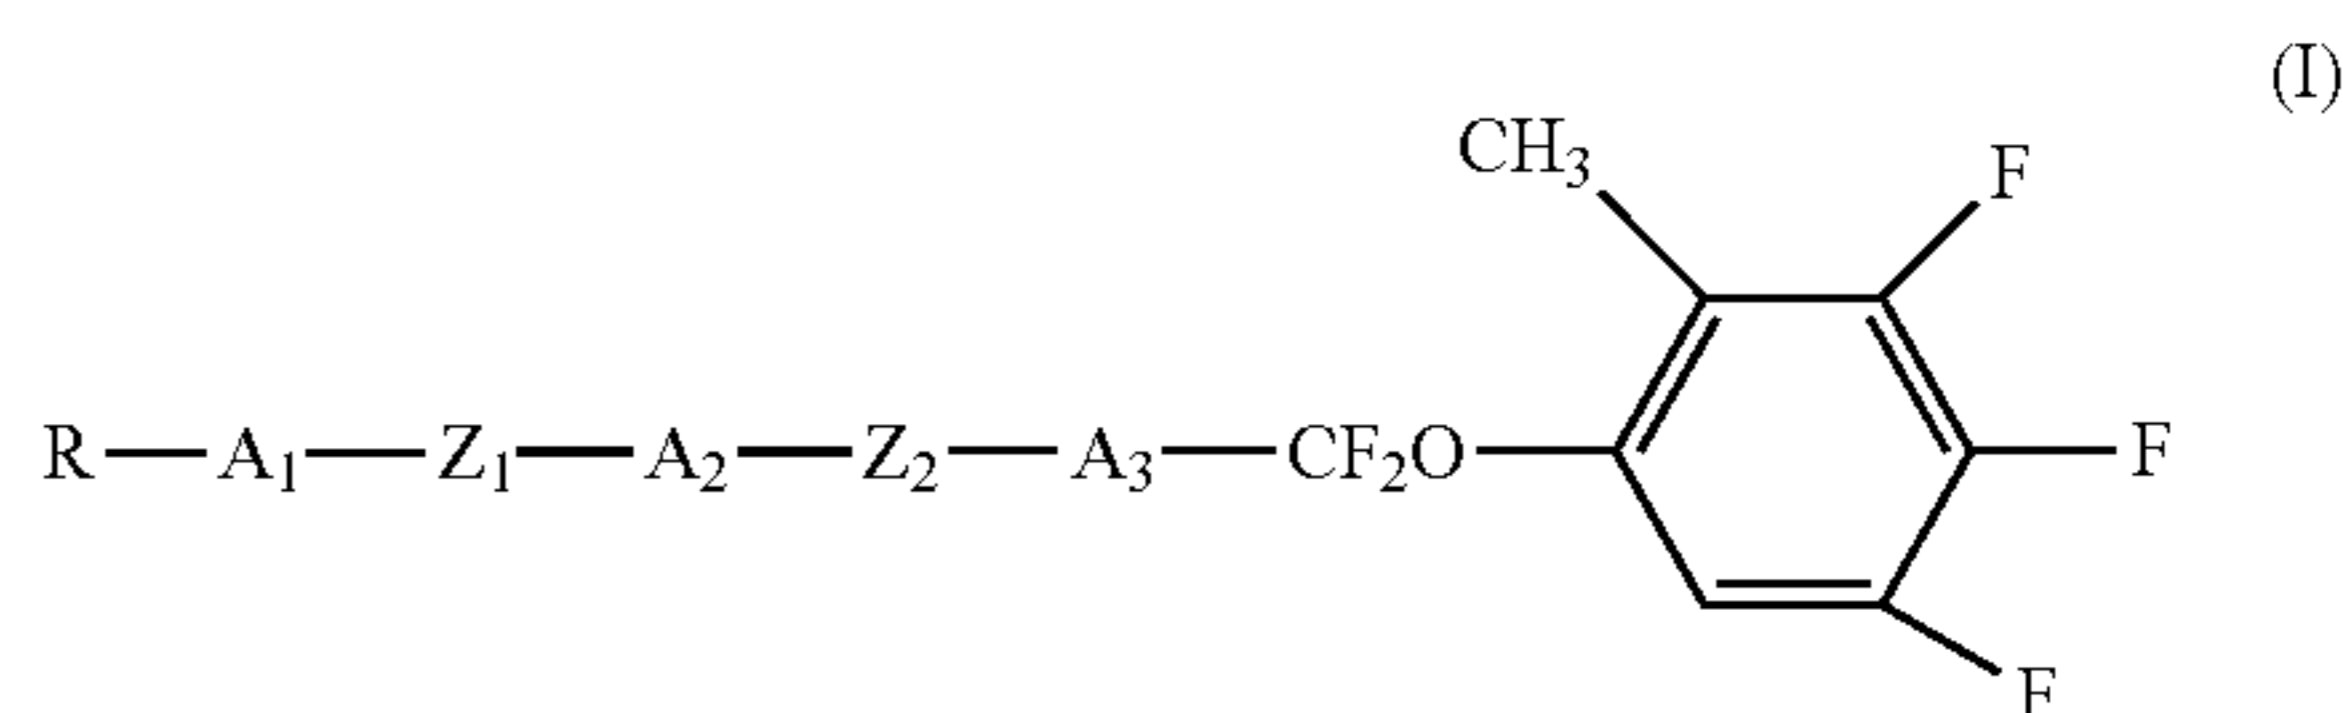 (I)
CH₃
F
R—A₁—Z₁—A₂—Z₂—A₃—CF₂O
F
F